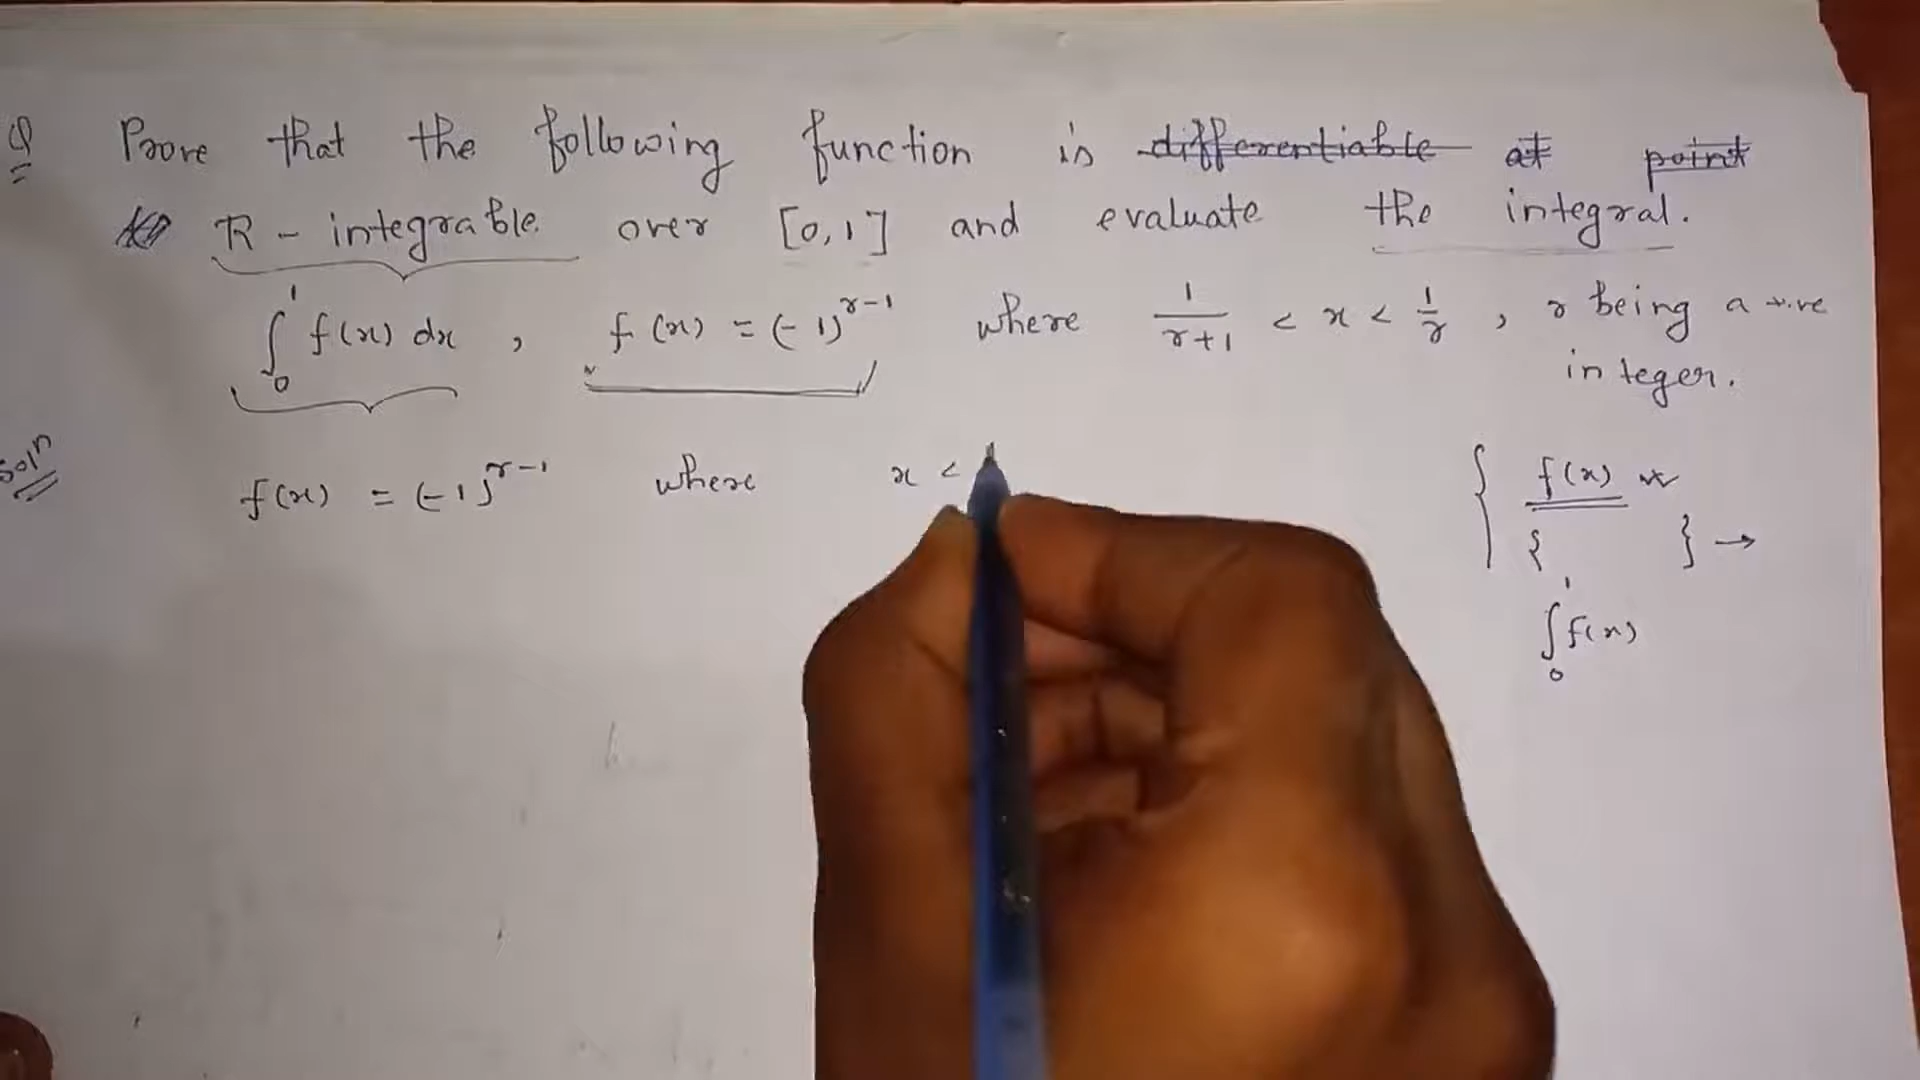 Q Prove that the following function is differentiable at point
R - integrable over [0,1] and evaluate the integral.
∫₀¹ f(x) dx , f(x) = (-1)^{r-1} where 1/(r+1) < x < 1/r , r being a +ive
integer.
Solⁿ f(x) = (-1)^{r-1} where x <
{ f(x)
{ } →
∫₀¹ f(x)